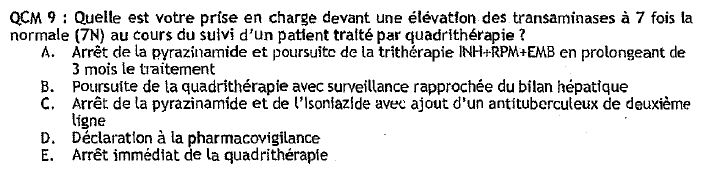 QCM 9 : Quelle est votre prise en charge devant une élévation des transaminases à 7 fois la
normale (7N) au cours du suivi d'un patient traité par quadrithérapie ?
A. Arrêt de la pyrazinamide et poursuite de la trithérapie INH+RPM+EMB en prolongeant de
3 mois le traitement
B. Poursuite de la quadrithérapie avec surveillance rapprochée du bilan hépatique
C. Arrêt de la pyrazinamide et de l'isoniazide avec ajout d'un antituberculeux de deuxième
ligne
D. Déclaration à la pharmacovigilance
E. Arrêt immédiat de la quadrithérapie